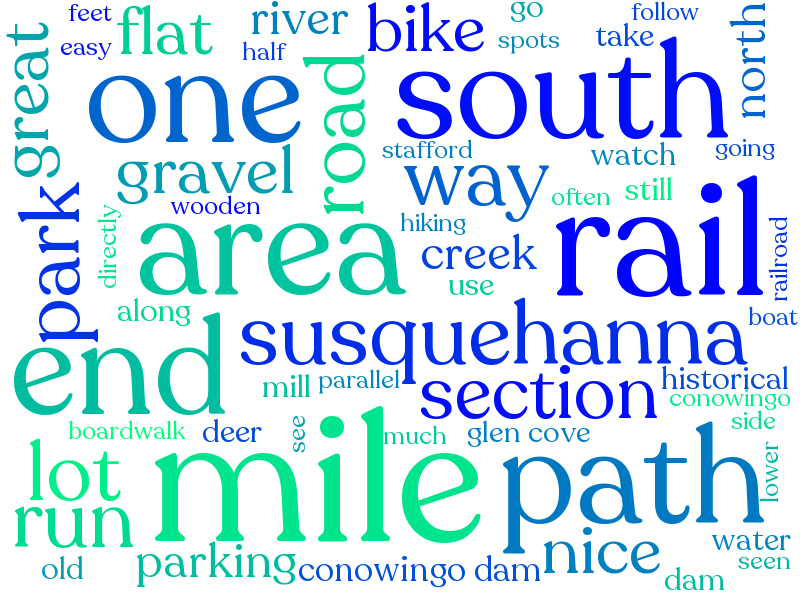 feet
easy
flat
river
half
bike
go
spots
follow
take
north
great
one
road
south
gravel
stafford
watch
going
way
often
still
park
wooden
directly
area
hiking
creek
use
rail
railroad
along
boat
end
susquehanna
mill
parallel
section
historical
conowingo
side
boardwalk
deer
see
much
glen cove
lower
lot
run
mile
path
old
parking
conowingo dam
nice
water
seen
dam